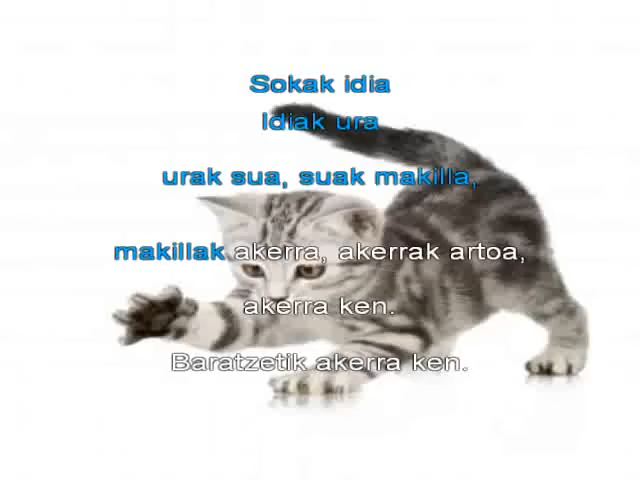 Sokak idia
Idiak ura
urak sua, suak makilla,
makillak akerra, akerrak artoa,
akerra ken.
Baratzetik akerra ken.